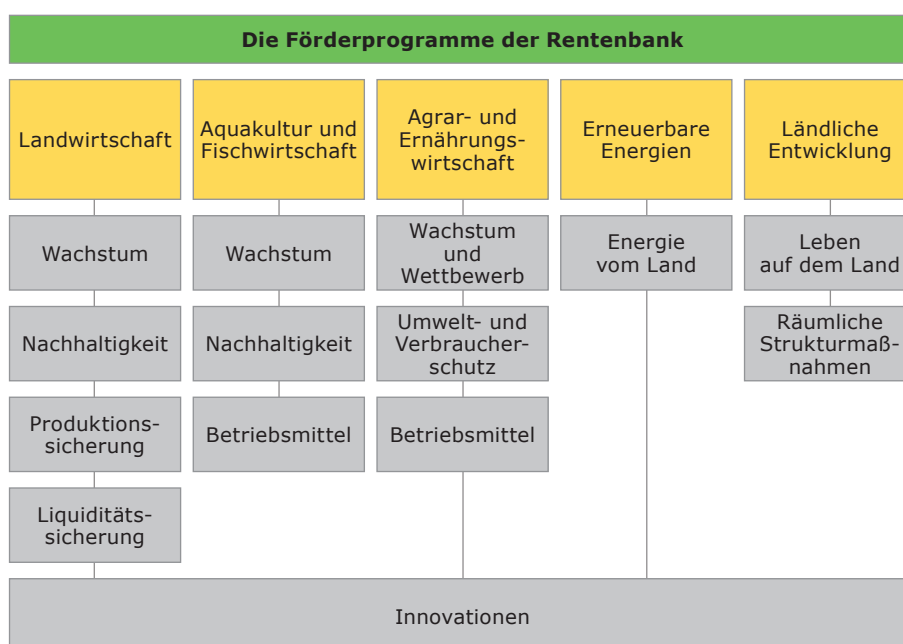 Die Förderprogramme der Rentenbank
Landwirtschaft
Aquakultur und
Fischwirtschaft
Agrar- und
Ernährungs-
wirtschaft
Erneuerbare
Energien
Ländliche
Entwicklung
Wachstum
Wachstum
Wachstum
und
Wettbewerb
Energie
vom Land
Leben
auf dem Land
Nachhaltigkeit
Nachhaltigkeit
Umwelt- und
Verbraucher-
schutz
Räumliche
Strukturmaß-
nahmen
Produktions-
sicherung
Betriebsmittel
Betriebsmittel
Liquiditäts-
sicherung
Innovationen